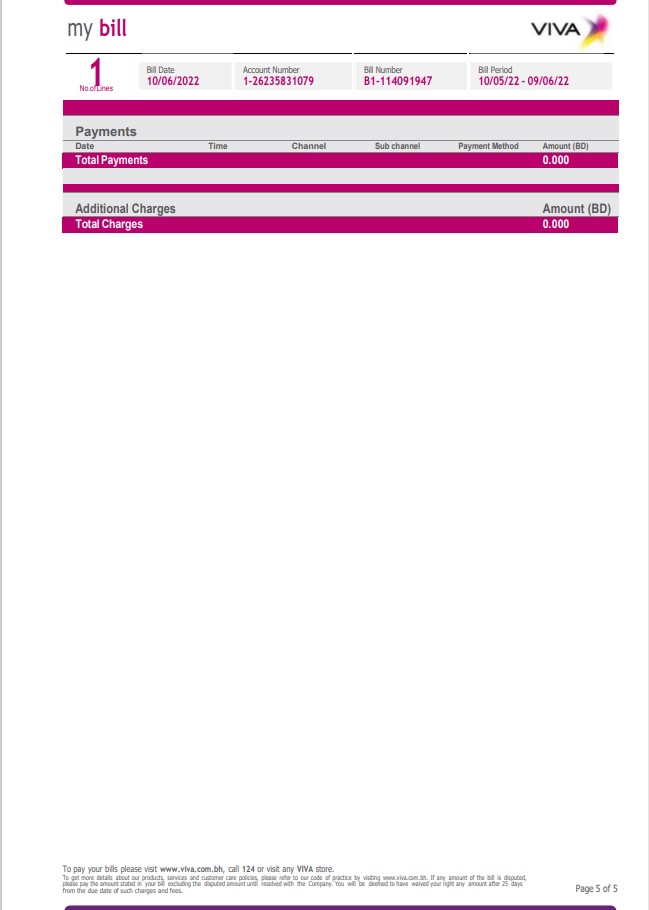 my bill
VIVA
1
No.ofLines
Bill Date
10/06/2022
Account Number
1-26235831079
Bill Number
B1-114091947
Bill Period
10/05/22 - 09/06/22
Payments
Date Time Channel Sub channel Payment Method Amount (BD)
Total Payments 0.000
Additional Charges Amount (BD)
Total Charges 0.000
To pay your bills please visit www.viva.com.bh, call 124 or visit any VIVA store.
To get more details about our products, services and customer care policies, please refer to our code of practice by visiting www.viva.com.bh. If any amount of the bill is disputed,
please pay the amount stated in your bill excluding the disputed amount until resolved with the Company. You will be deemed to have waived your right any amount after 25 days
from the due date of such charges and fees.
Page 5 of 5